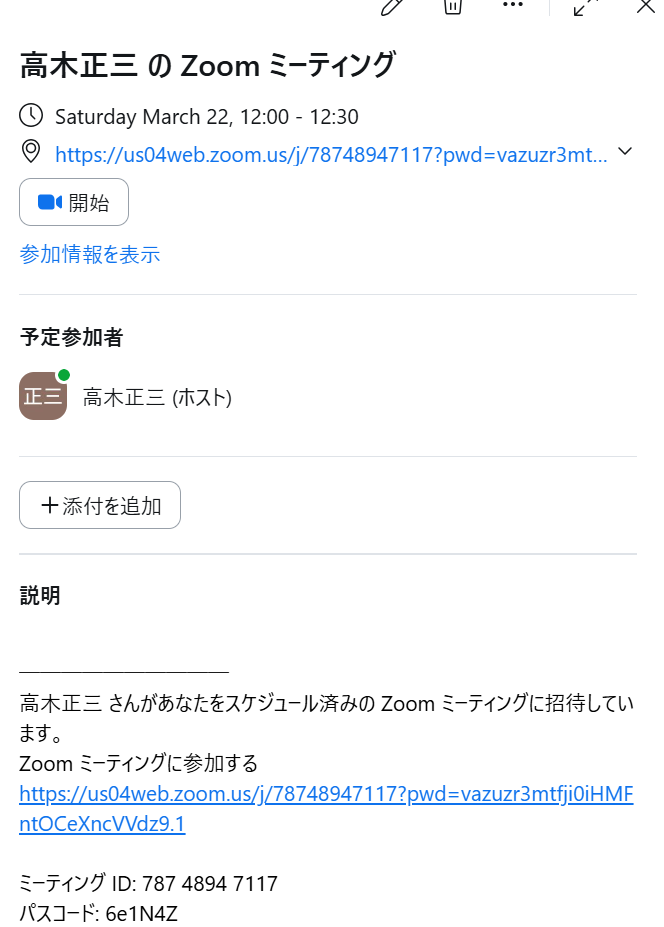 高木正三 の Zoom ミーティング
Saturday March 22, 12:00 - 12:30
https://us04web.zoom.us/j/78748947117?pwd=vazuzr3mt...
開始
参加情報を表示
予定参加者
正三
高木正三 (ホスト)
+添付を追加
説明
高木正三 さんがあなたをスケジュール済みの Zoom ミーティングに招待してい
ます。
Zoom ミーティングに参加する
https://us04web.zoom.us/j/78748947117?pwd=vazuzr3mtfji0iHMF
ntOCeXncVVdz9.1
ミーティング ID: 787 4894 7117
パスコード: 6e1N4Z